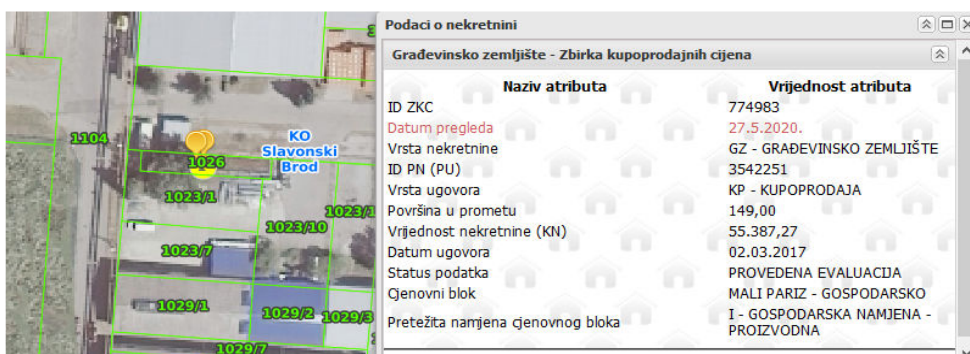 Podaci o nekretnini
Građevinsko zemljište - Zbirka kupoprodajnih cijena
Naziv atributa Vrijednost atributa
ID ZKC 774983
Datum pregleda 27.5.2020.
Vrsta nekretnine GZ - GRAĐEVINSKO ZEMLJIŠTE
ID PN (PU) 3542251
Vrsta ugovora KP - KUPOPRODAJA
Površina u prometu 149,00
Vrijednost nekretnine (KN) 55.387,27
Datum ugovora 02.03.2017
Status podatka PROVEDENA EVALUACIJA
Cjenovni blok MALI PARIZ - GOSPODARSKO
Pretežita namjena cjenovnog bloka I - GOSPODARSKA NAMJENA -
PROIZVODNA
1104
KO
Slavonski
Brod
1026
1023/1
1023/10
1023/7
1029/1
1029/2
1029/3
1029/7